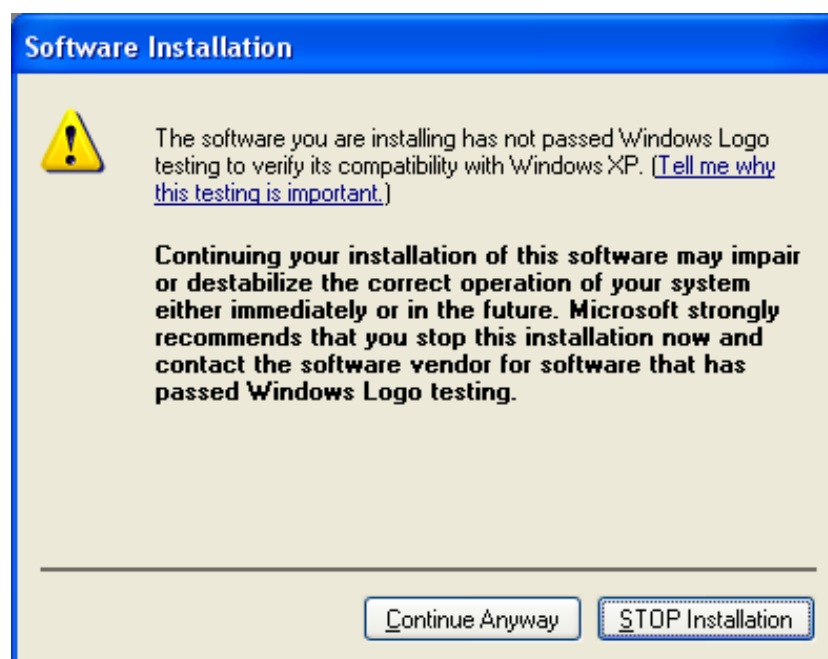 Software Installation
The software you are installing has not passed Windows Logo
testing to verify its compatibility with Windows XP. (Tell me why
this testing is important.)
Continuing your installation of this software may impair
or destabilize the correct operation of your system
either immediately or in the future. Microsoft strongly
recommends that you stop this installation now and
contact the software vendor for software that has
passed Windows Logo testing.
Continue Anyway
STOP Installation